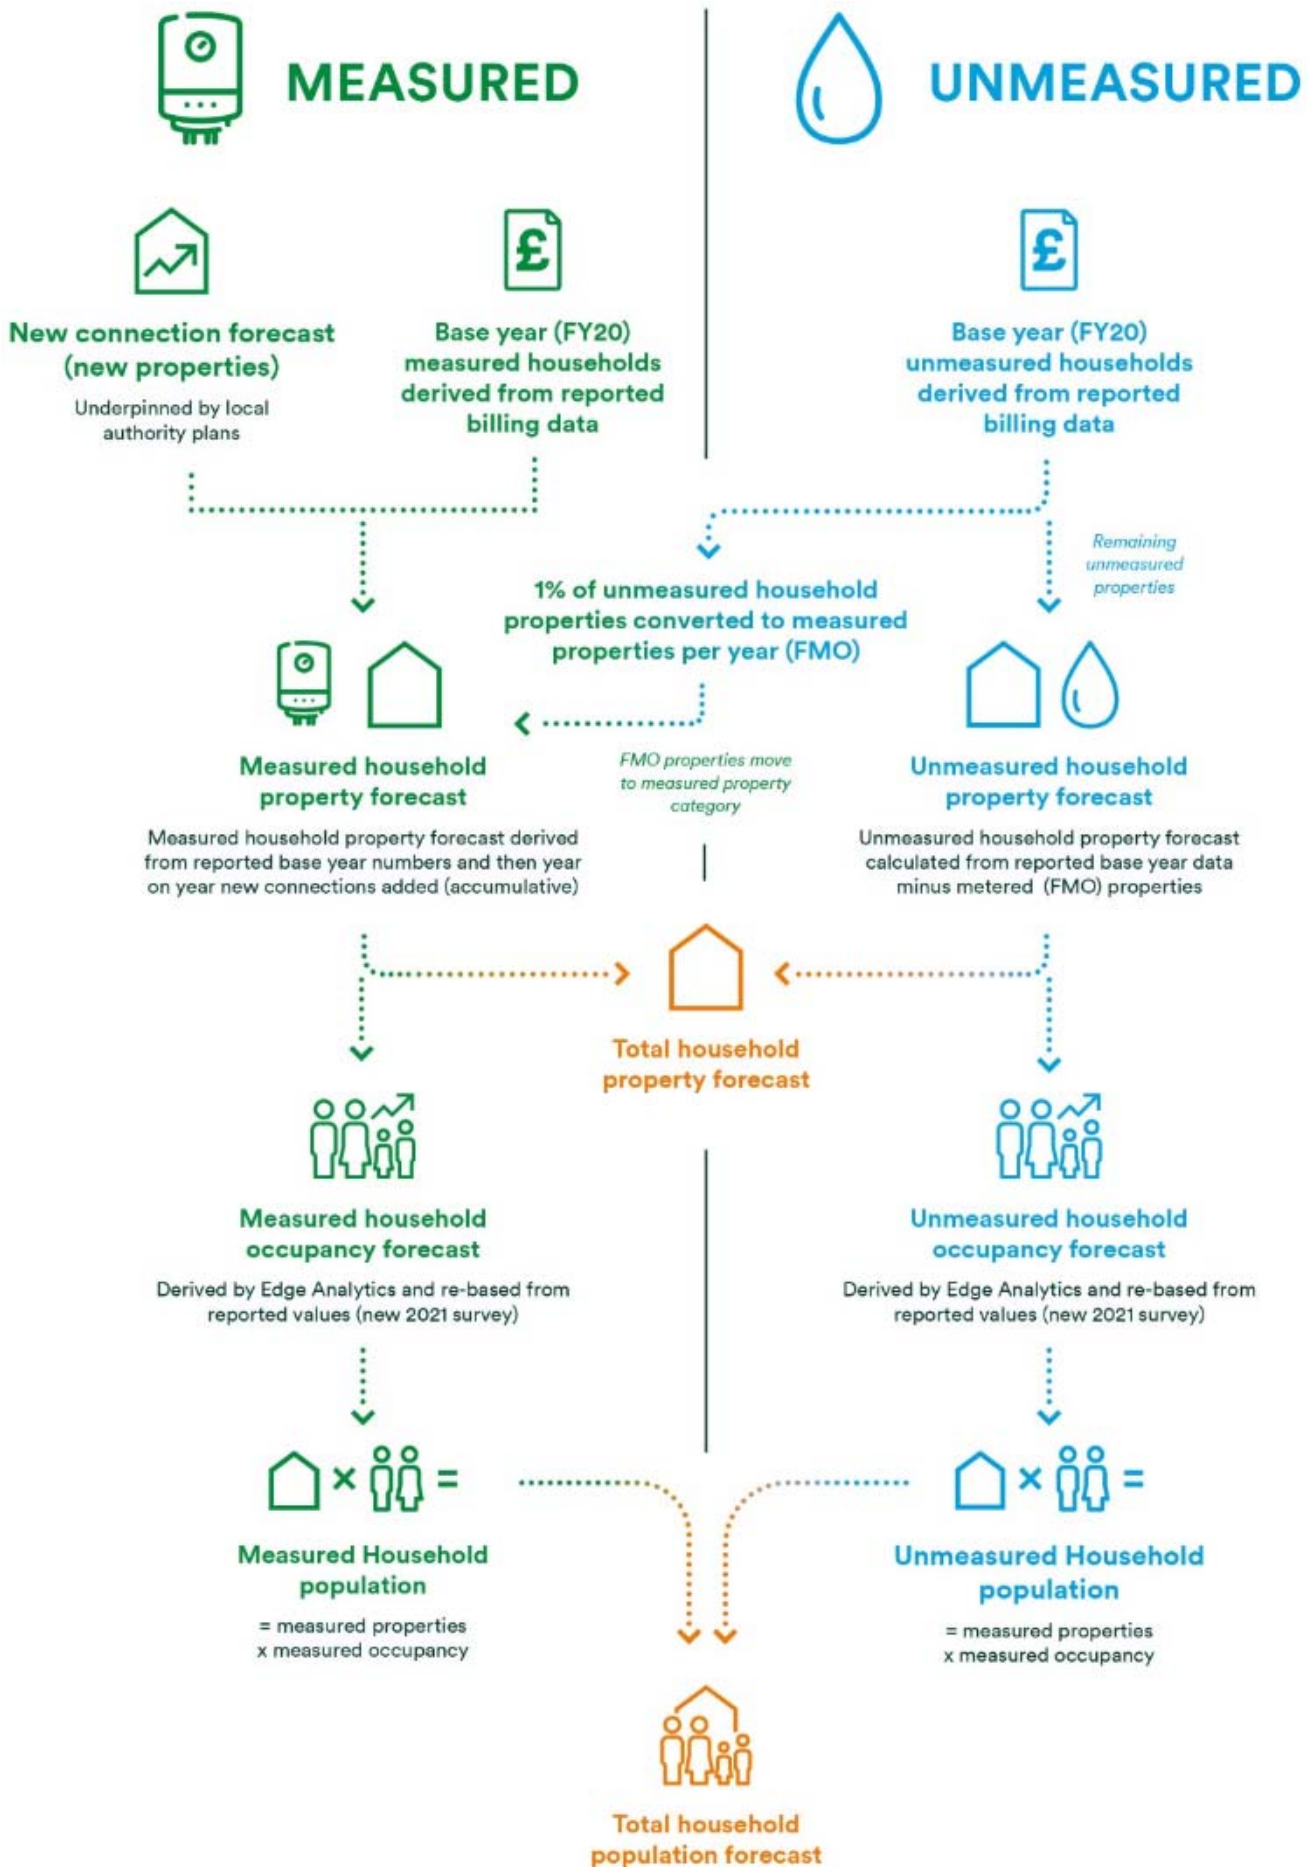 MEASURED
UNMEASURED
£
£
£
New connection forecast
(new properties)
Underpinned by local
authority plans
Base year (FY20)
measured households
derived from reported
billing data
Base year (FY20)
unmeasured households
derived from reported
billing data
Remaining
unmeasured
properties
1% of unmeasured household
properties converted to measured
properties per year (FMO)
FMO properties move
to measured property
category
Measured household
property forecast
Measured household property forecast derived
from reported base year numbers and then year
on year new connections added (accumulative)
Unmeasured household
property forecast
Unmeasured household property forecast
calculated from reported base year data
minus metered (FMO) properties
Total household
property forecast
Measured household
occupancy forecast
Derived by Edge Analytics and re-based from
reported values (new 2021 survey)
Unmeasured household
occupancy forecast
Derived by Edge Analytics and re-based from
reported values (new 2021 survey)
× =
× =
Measured Household
population
= measured properties
x measured occupancy
Unmeasured Household
population
= measured properties
x measured occupancy
Total household
population forecast